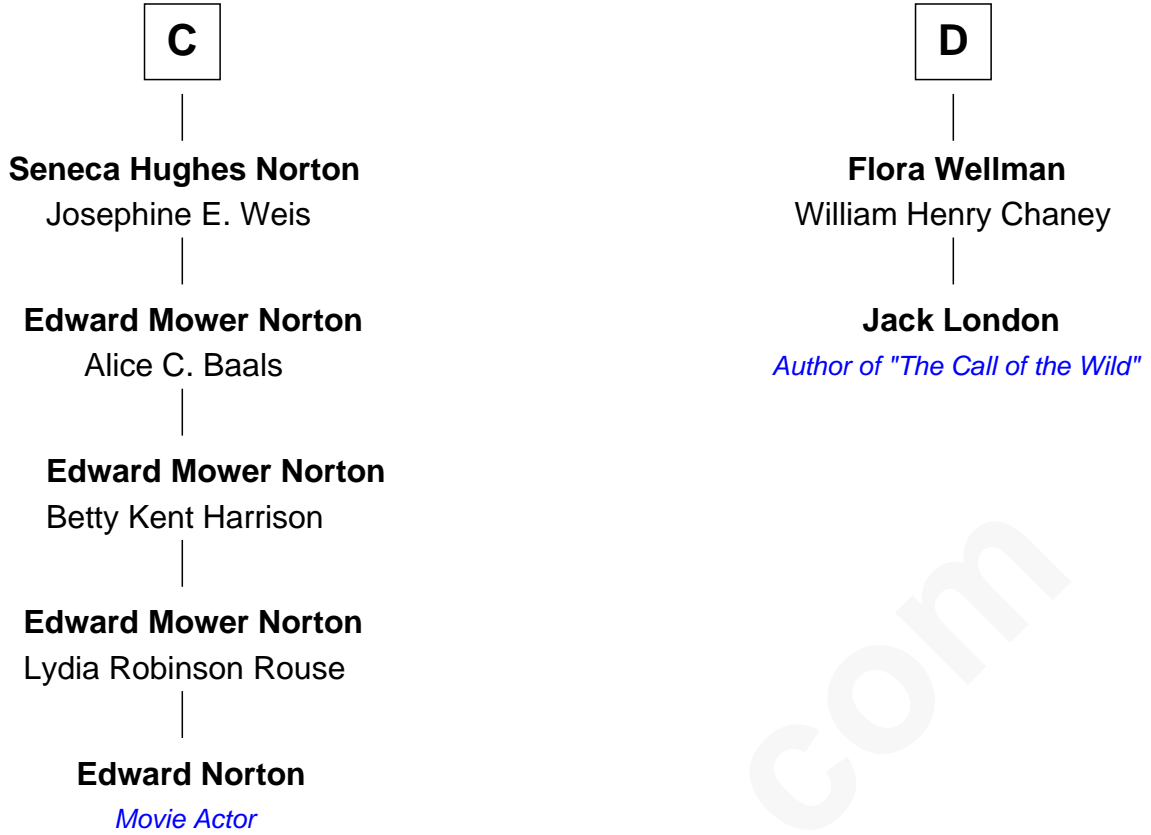 C
Seneca Hughes Norton
Josephine E. Weis
Edward Mower Norton
Alice C. Baals
Edward Mower Norton
Betty Kent Harrison
Edward Mower Norton
Lydia Robinson Rouse
Edward Norton
Movie Actor
D
Flora Wellman
William Henry Chaney
Jack London
Author of "The Call of the Wild"
com